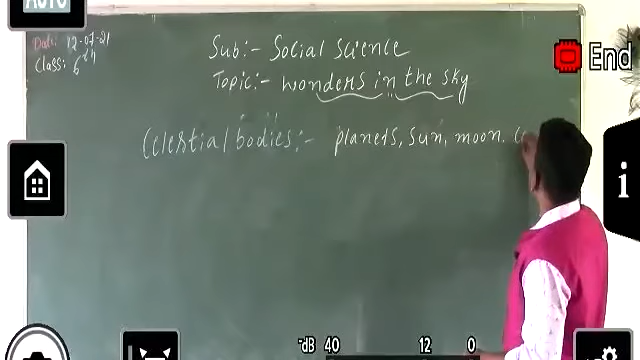 AUTO
Date: 12-07-21
Class: 6th
Sub:- Social Science
Topic:- wonders in the sky
Celestial bodies:- planets, sun, moon.
End
i
-dB 40 12 0